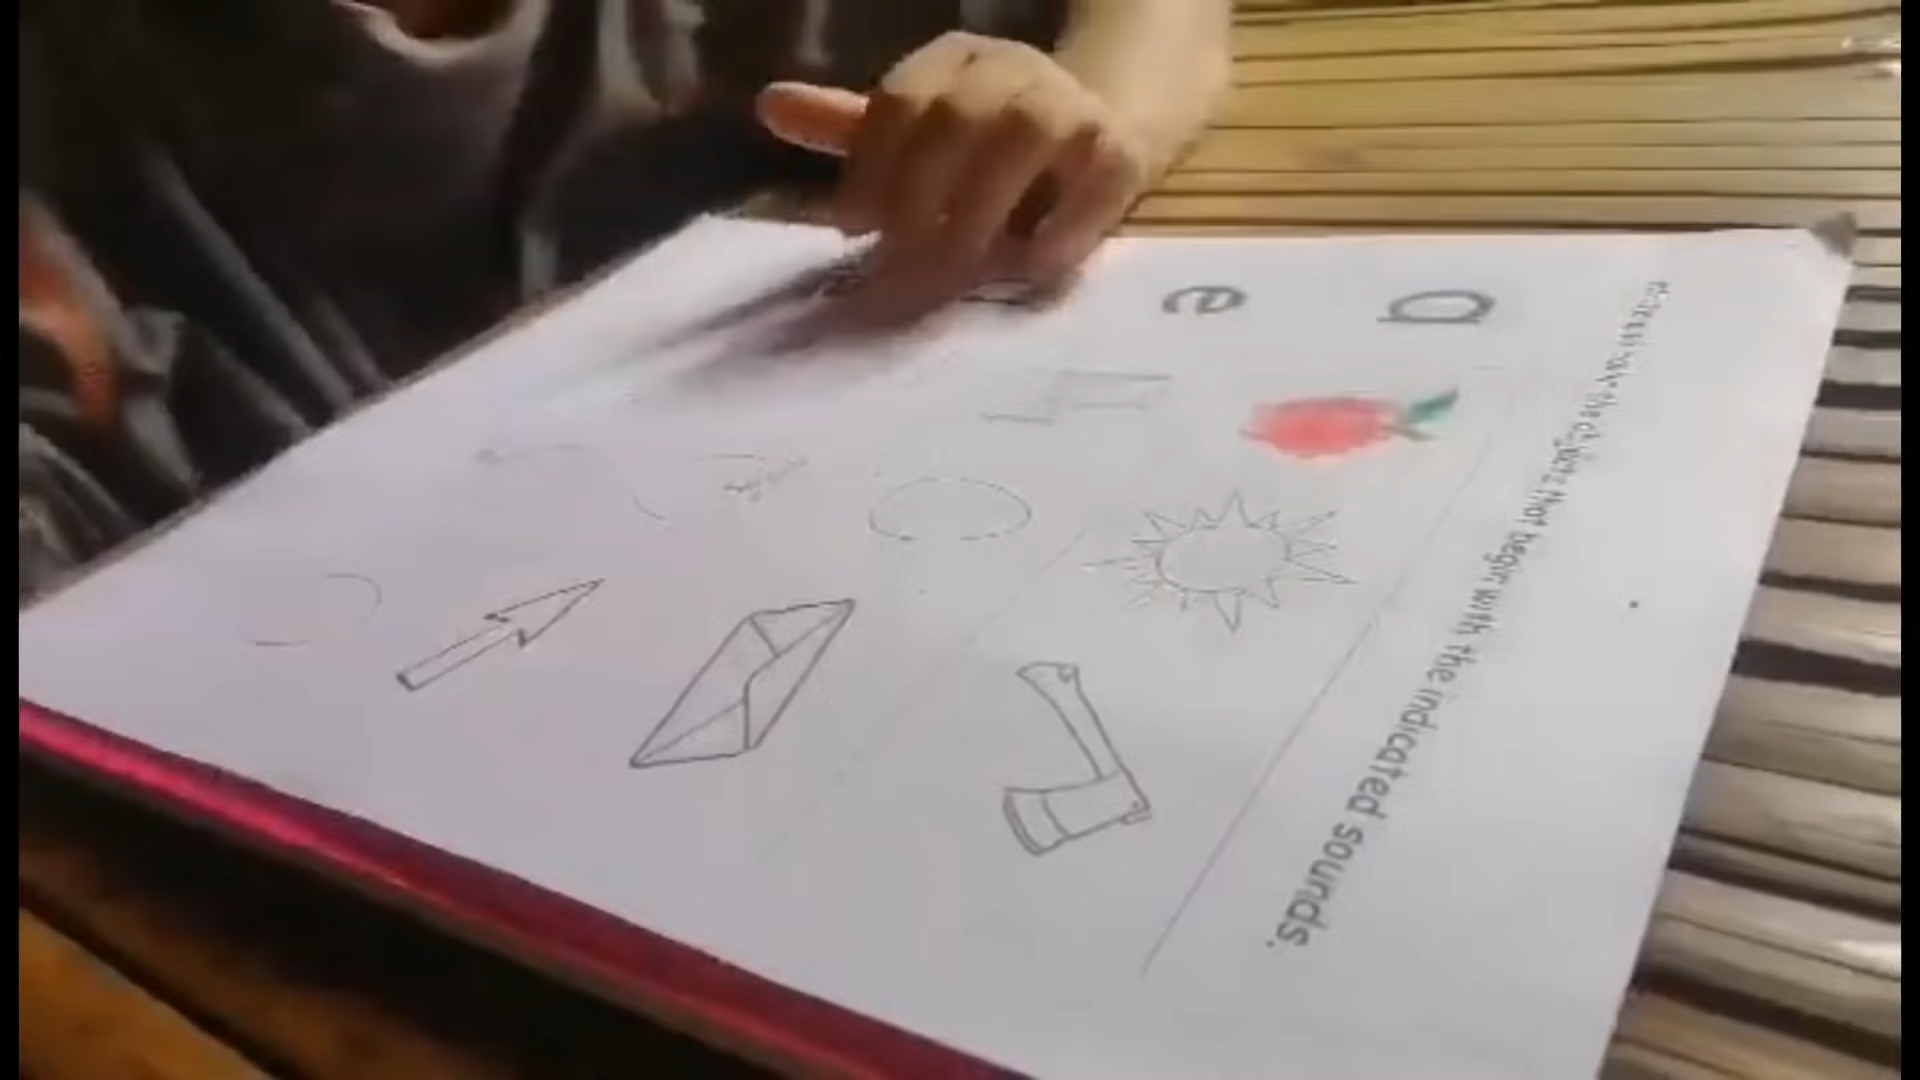 the objects that begin with the indicated sounds.
a
e